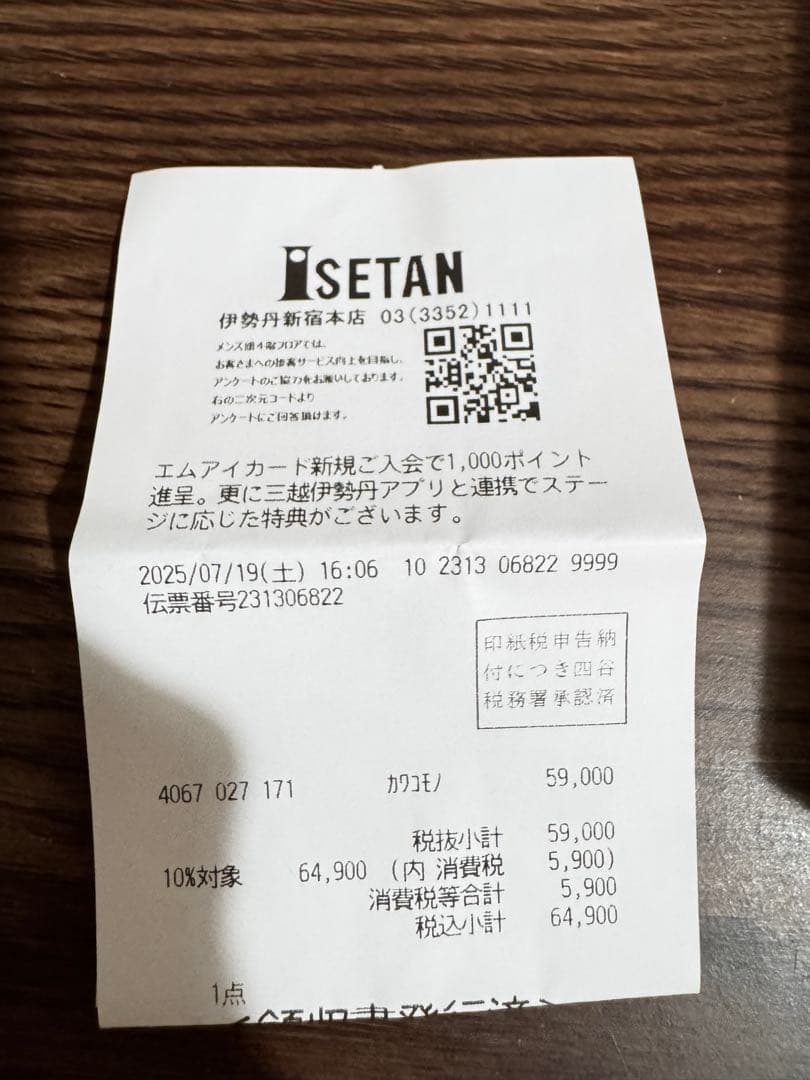 ISETAN
伊勢丹新宿本店 03(3352)1111
メンズ館4階フロアでは、
お客さまへの接客サービス向上を目指し、
アンケートのご協力をお願いしております。
右の二次元コードより
アンケートにご回答頂けます。
エムアイカード新規ご入会で1,000ポイント
進呈。更に三越伊勢丹アプリと連携でステー
ジに応じた特典がございます。
2025/07/19(土) 16:06 10 2313 06822 9999
伝票番号231306822
印紙税申告納
付につき四谷
税務署承認済
4067 027 171 ｶﾜｺﾓﾉ 59,000
税抜小計 59,000
10%対象 64,900 (内 消費税 5,900)
消費税等合計 5,900
税込小計 64,900
1点
<領収書発行済>